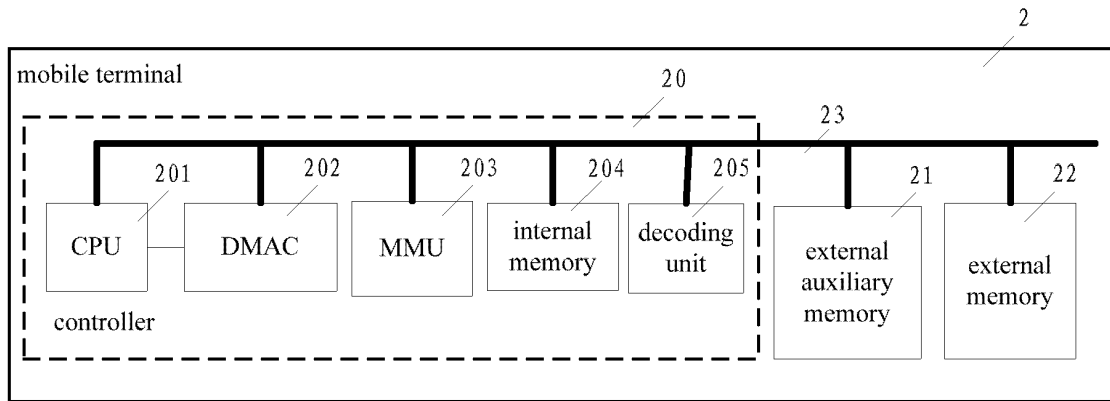 2
mobile terminal
20
23
201
202
203
204
205
21
22
CPU
DMAC
MMU
internal
memory
decoding
unit
external
auxiliary
memory
external
memory
controller